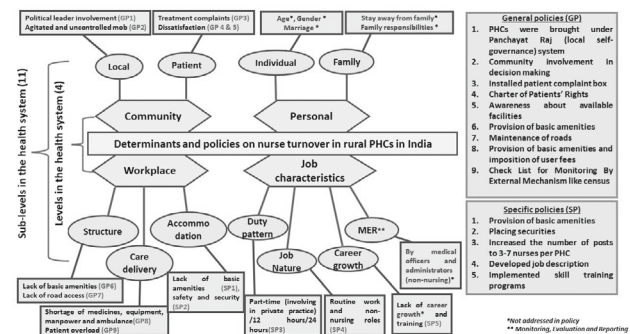 Political leader involvement (GP1)
Agitated and uncontrolled mob (GP2)
Treatment complaints (GP3)
Dissatisfaction (GP 4 & 5)
Age*, Gender *
Marriage *
Stay away from family*
Family responsibilities *
Local
Patient
Individual
Family
Community
Personal
Determinants and policies on nurse turnover in rural PHCs in India
Workplace
Job
characteristics
Sub-levels in the health system (11)
Levels in the health system (4)
Structure
Care
delivery
Accommo
dation
Duty
pattern
Job
Nature
Career
growth
MER**
Lack of basic amenities (GP6)
Lack of road access (GP7)
Shortage of medicines, equipment,
manpower and ambulance(GP8)
Patient overload (GP9)
Lack of basic
amenities (SP1),
safety and security
(SP2)
Part-time (involving
in private practice)
/12 hours/24
hours(SP3)
Routine work
and non-
nursing roles
(SP4)
Lack of career
growth* and
training (SP5)
By medical
officers and
administrators
(non-nursing)*
General policies (GP)
1. PHCs were brought under
Panchayat Raj (local self-
governance) system
2. Community Involvement in
decision making
3. Installed patient complaint box
4. Charter of Patients' Rights
5. Awareness about available
facilities
6. Provision of basic amenities
7. Maintenance of roads
8. Provision of basic amenities and
imposition of user fees
9. Check List for Monitoring By
External Mechanism like census
Specific policies (SP)
1. Provision of basic amenities
2. Placing securities
3. Increased the number of posts
to 3-7 nurses per PHC
4. Developed job description
5. Implemented skill training
programs
*Not addressed in policy
** Monitoring, Evaluation and Reporting